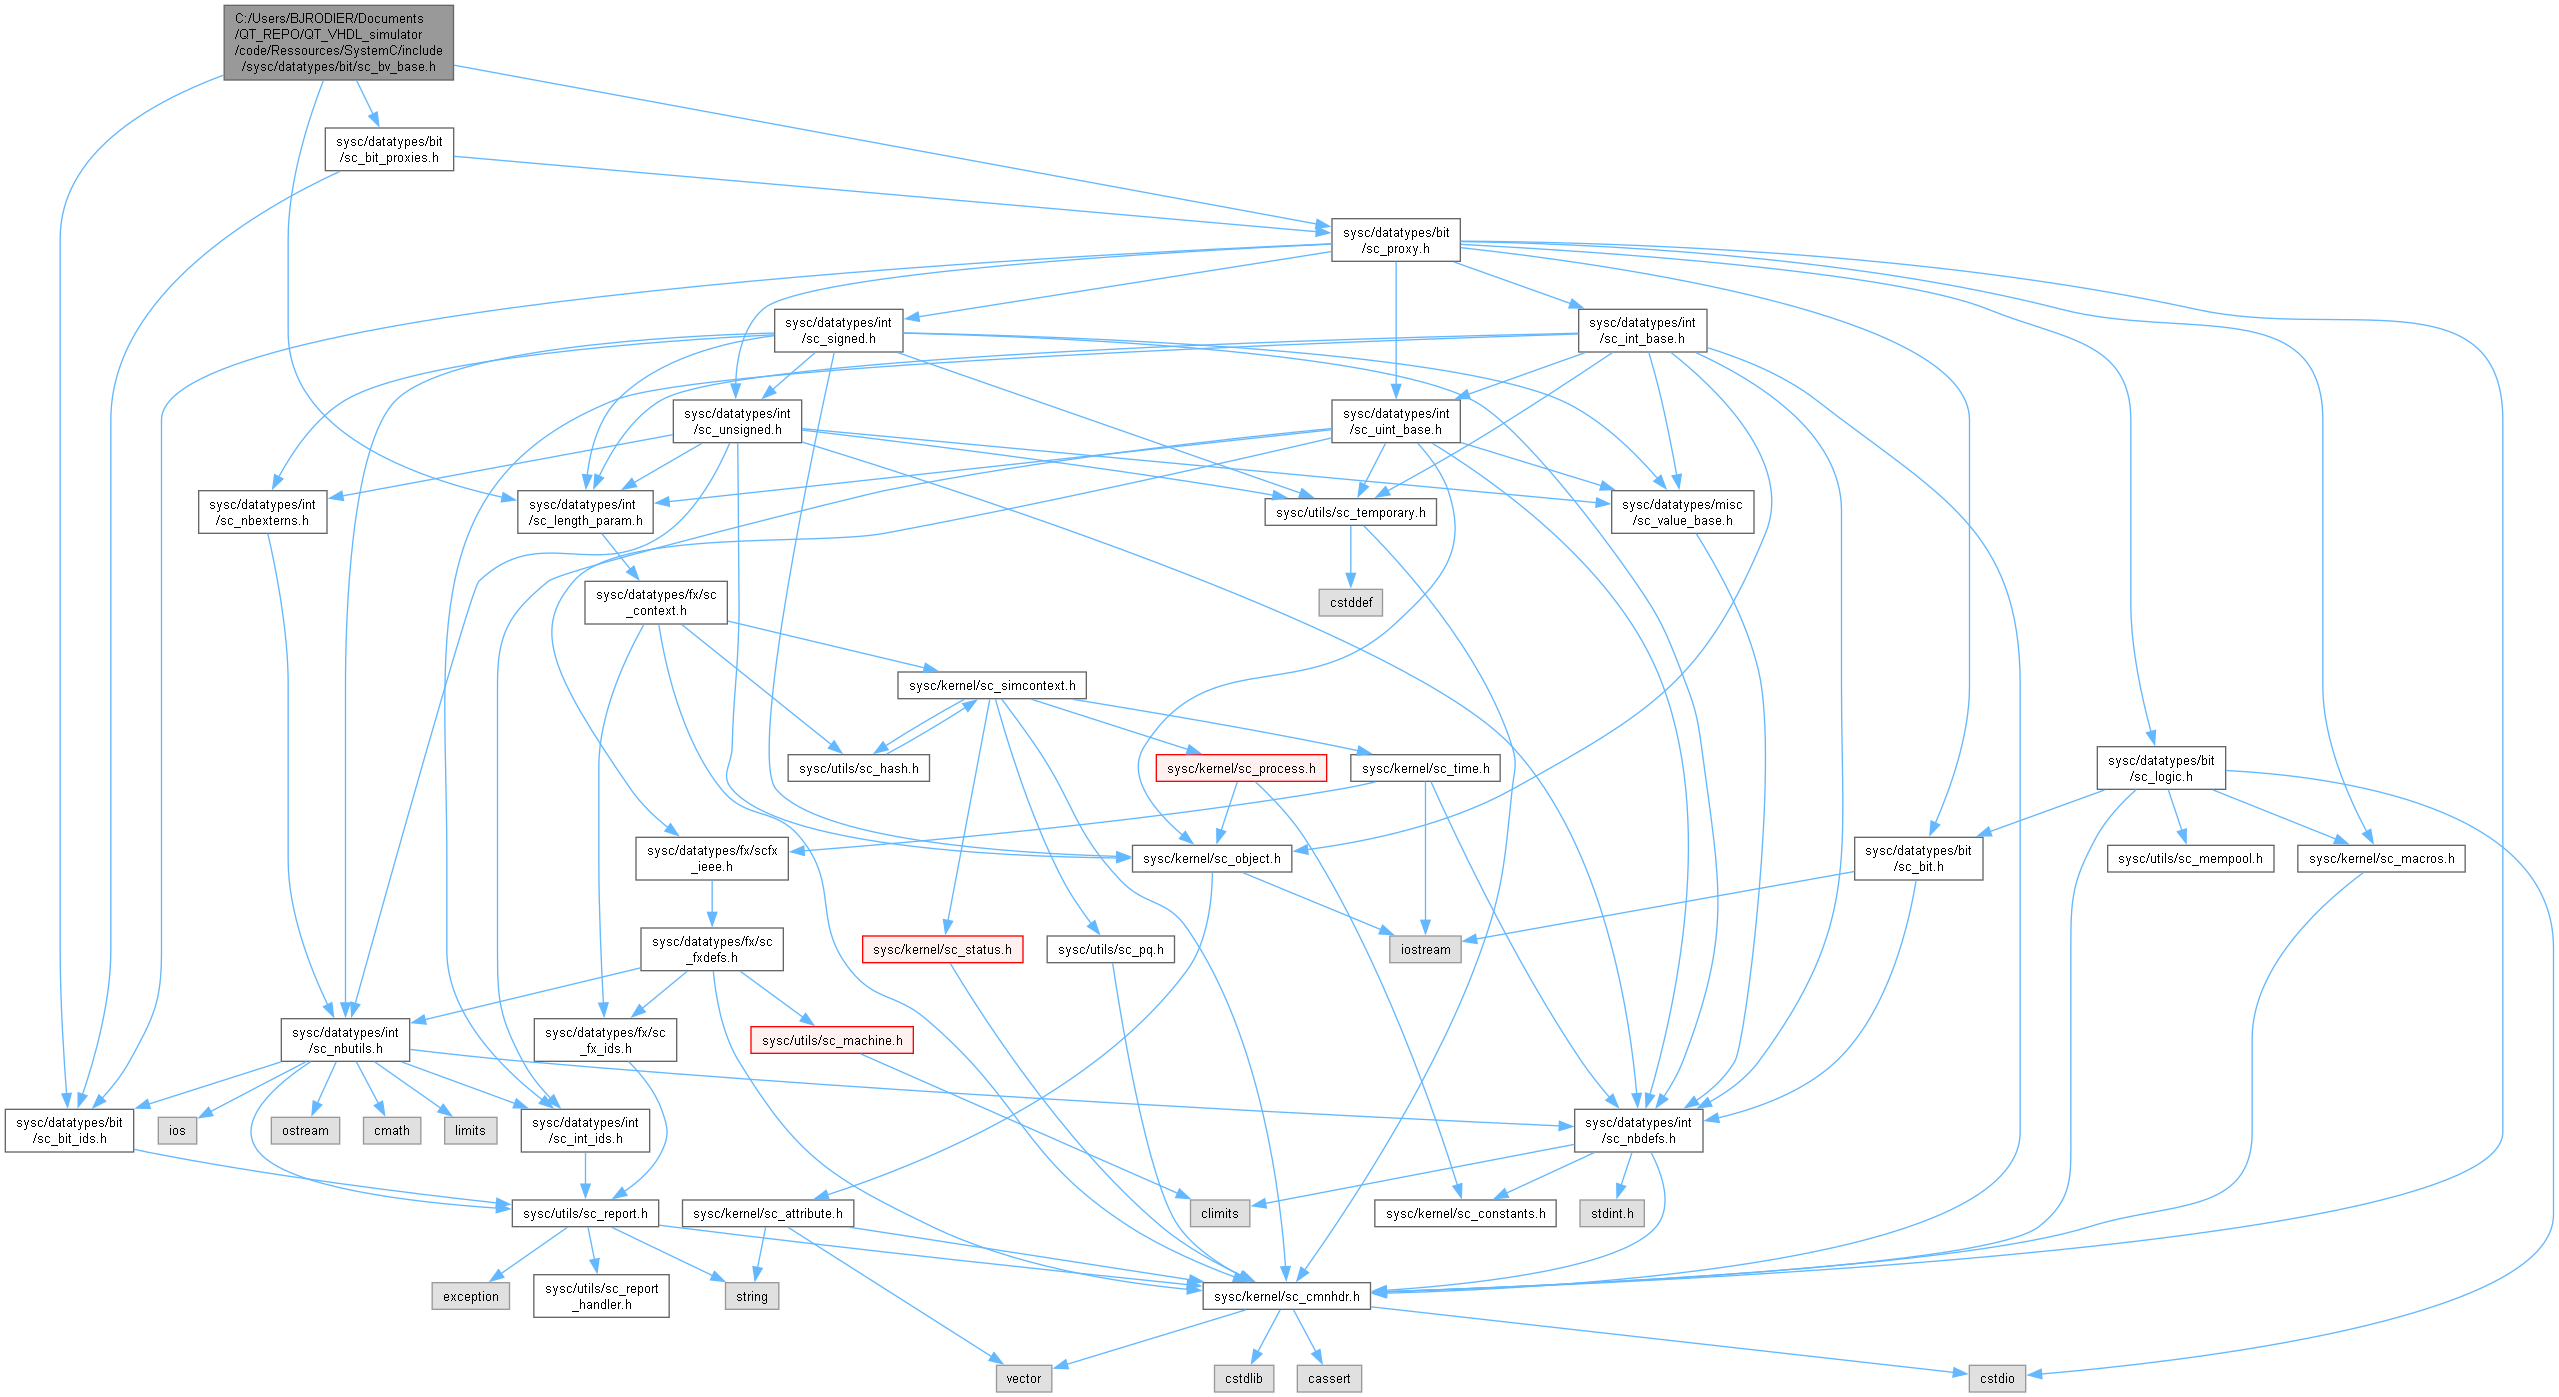 C:/Users/BJRODIER/Documents
/QT_REPO/QT_VHDL_simulator
/code/Ressources/SystemC/include
/sysc/datatypes/bit/sc_bv_base.h
sysc/datatypes/bit
/sc_bit_proxies.h
sysc/datatypes/bit
/sc_proxy.h
sysc/datatypes/int
/sc_signed.h
sysc/datatypes/int
/sc_int_base.h
sysc/datatypes/int
/sc_unsigned.h
sysc/datatypes/int
/sc_uint_base.h
sysc/datatypes/int
/sc_nbexterns.h
sysc/datatypes/int
/sc_length_param.h
sysc/utils/sc_temporary.h
sysc/datatypes/misc
/sc_value_base.h
sysc/datatypes/fx/sc
_context.h
cstddef
sysc/kernel/sc_simcontext.h
sysc/utils/sc_hash.h
sysc/kernel/sc_process.h
sysc/kernel/sc_time.h
sysc/datatypes/bit
/sc_logic.h
sysc/datatypes/fx/scfx
_ieee.h
sysc/kernel/sc_object.h
sysc/datatypes/bit
/sc_bit.h
sysc/utils/sc_mempool.h
sysc/kernel/sc_macros.h
sysc/datatypes/fx/sc
_fxdefs.h
sysc/kernel/sc_status.h
sysc/utils/sc_pq.h
iostream
sysc/datatypes/int
/sc_nbutils.h
sysc/datatypes/fx/sc
_fx_ids.h
sysc/utils/sc_machine.h
sysc/datatypes/bit
/sc_bit_ids.h
ios
ostream
cmath
limits
sysc/datatypes/int
/sc_int_ids.h
sysc/datatypes/int
/sc_nbdefs.h
sysc/utils/sc_report.h
sysc/kernel/sc_attribute.h
climits
sysc/kernel/sc_constants.h
stdint.h
exception
sysc/utils/sc_report
_handler.h
string
sysc/kernel/sc_cmnhdr.h
vector
cstdlib
cassert
cstdio